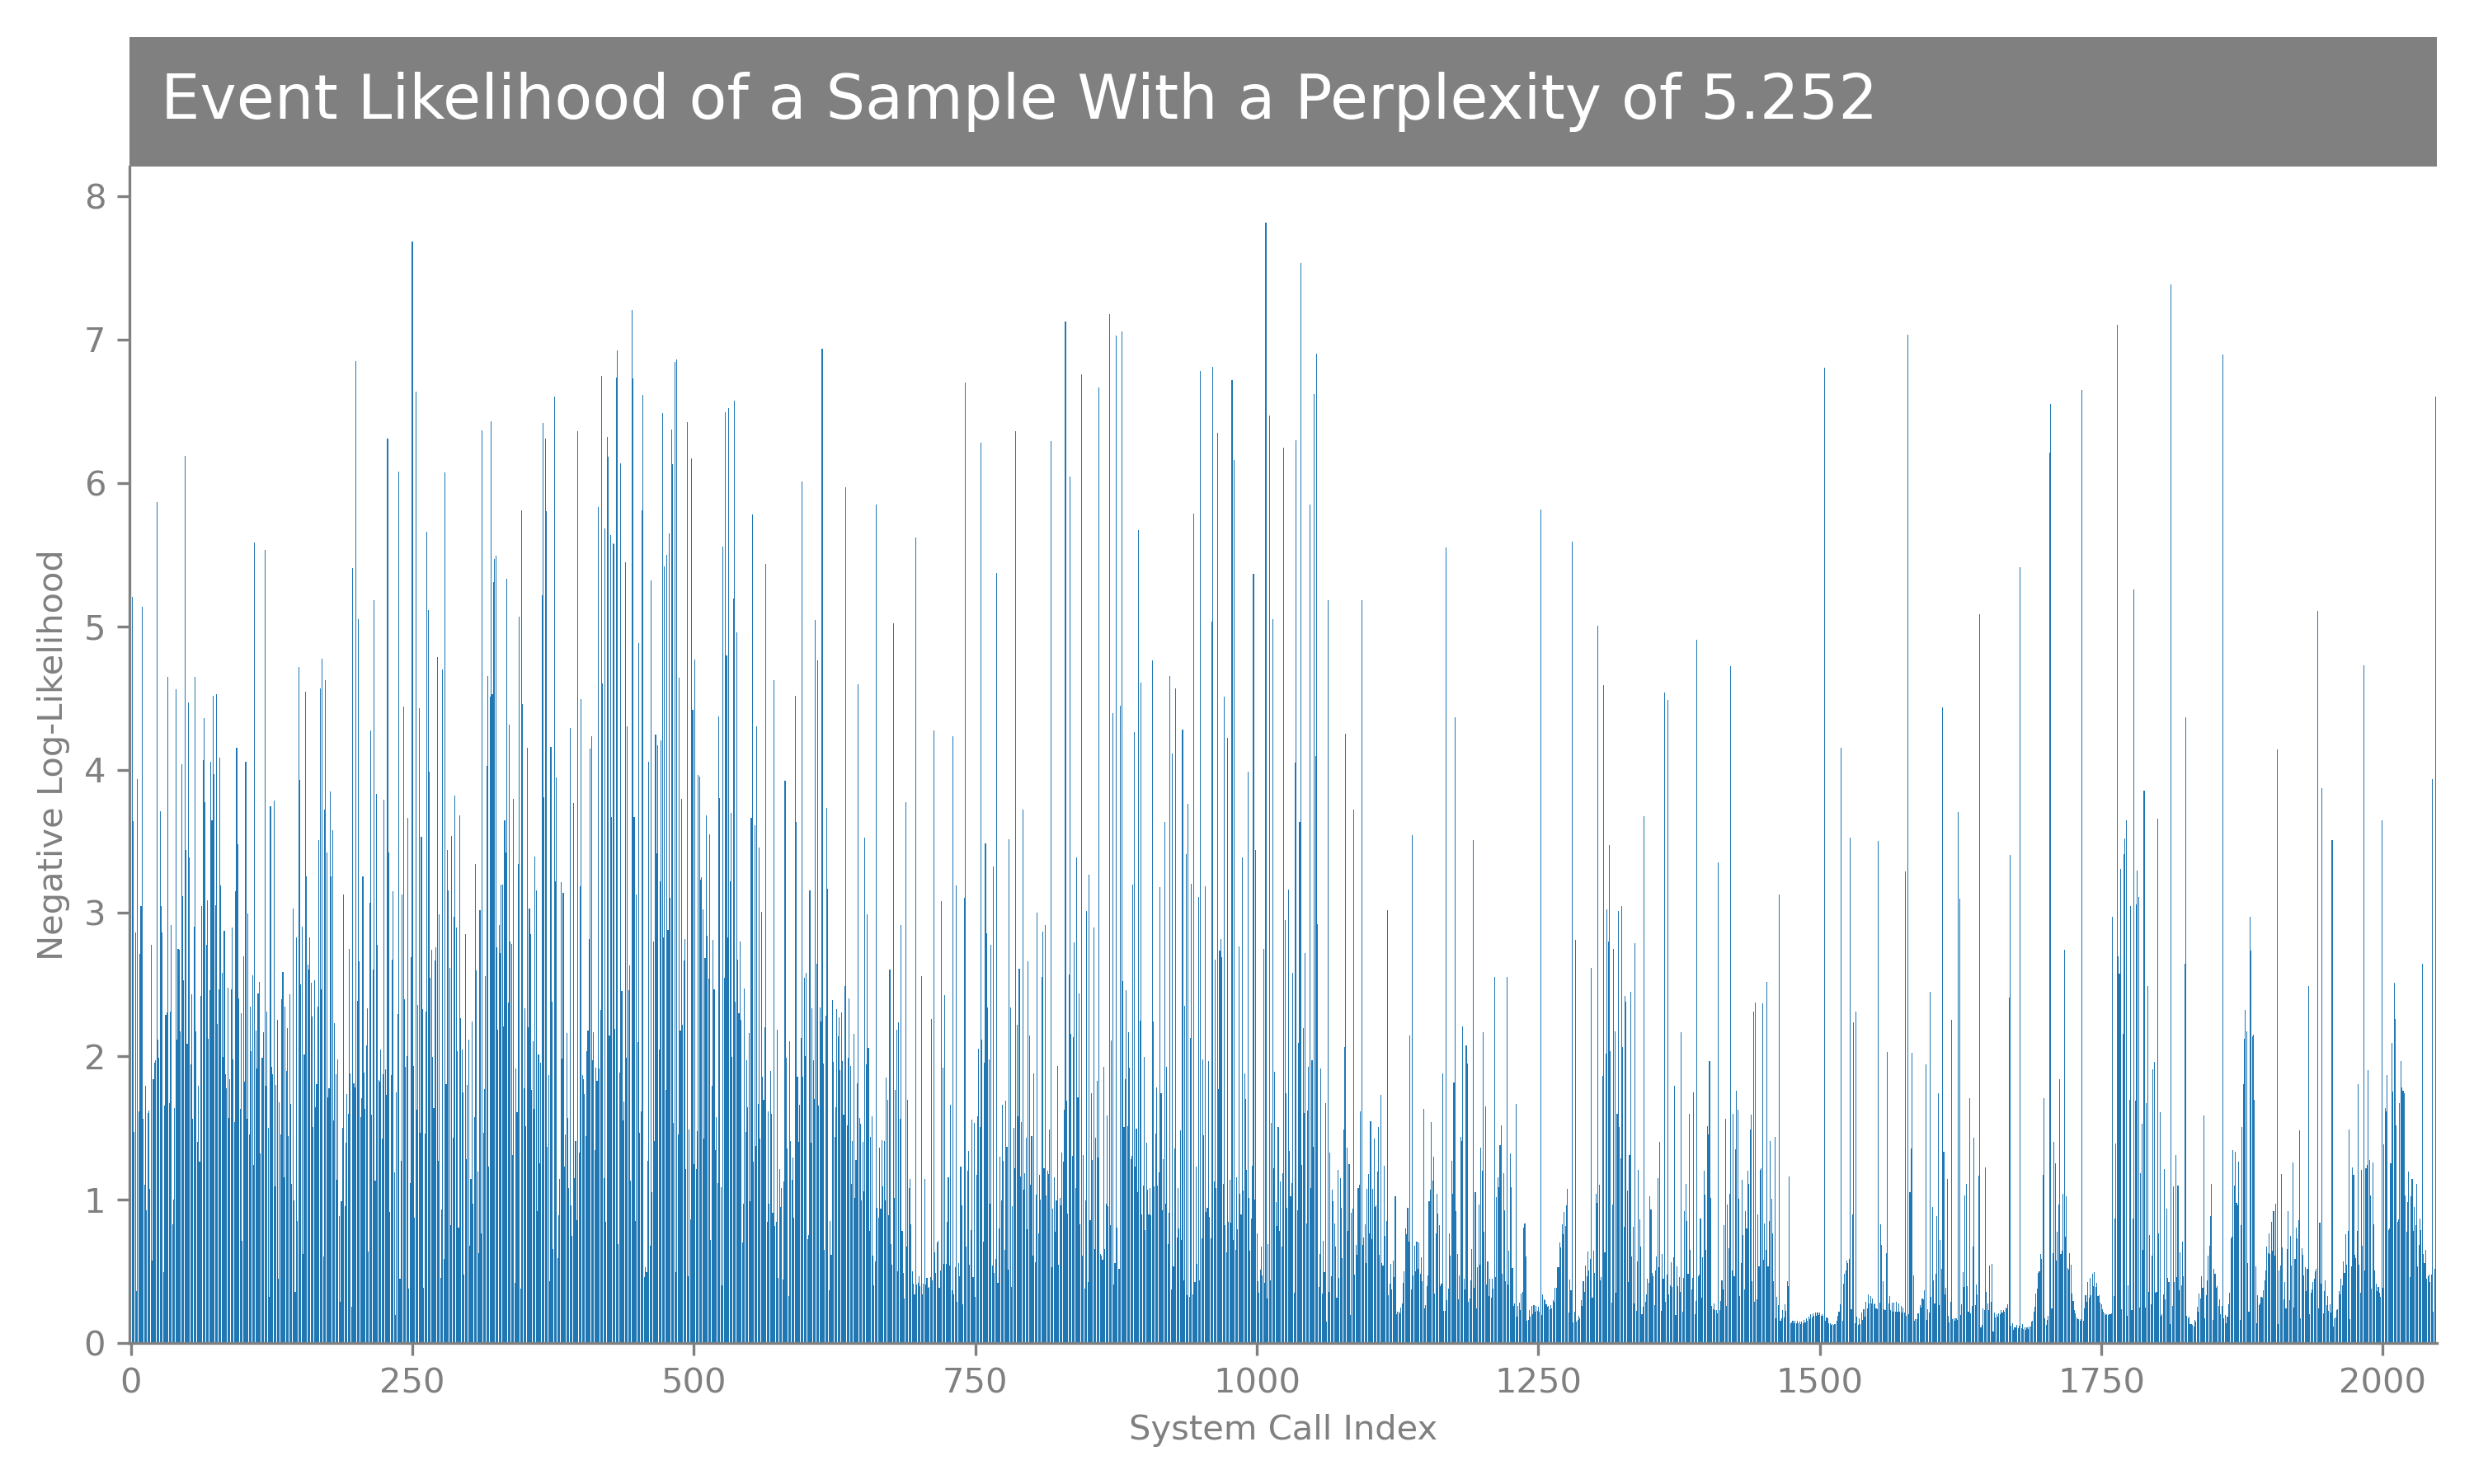 Event Likelihood of a Sample With a Perplexity of 5.252
8
7
6
5
4
3
2
1
0
Negative Log-Likelihood
0 250 500 750 1000 1250 1500 1750 2000
System Call Index